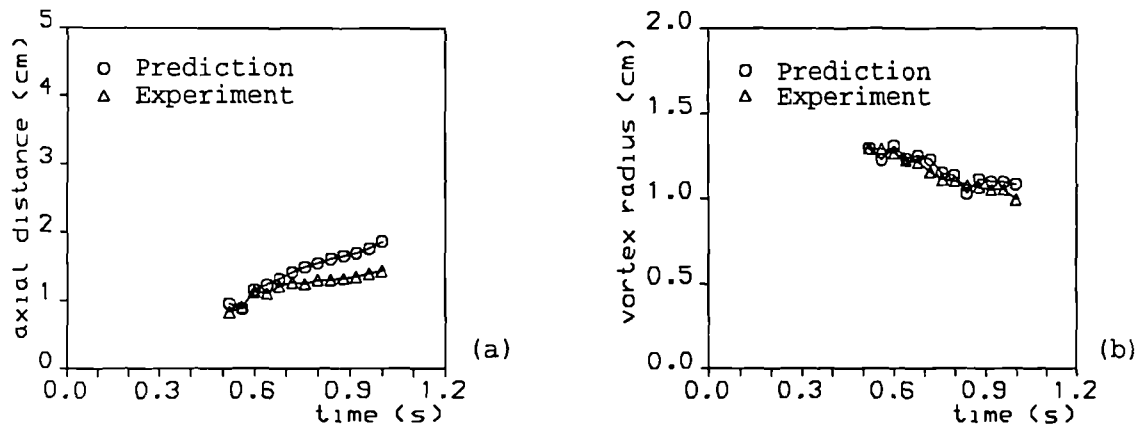 axial distance (cm)
5
4
3
2
1
0
○ Prediction
△ Experiment
0.0 0.3 0.6 0.9 1.2
time (s)
(a)
vortex radius (cm)
2.0
1.5
1.0
0.5
0.0
○ Prediction
△ Experiment
0.0 0.3 0.6 0.9 1.2
time (s)
(b)